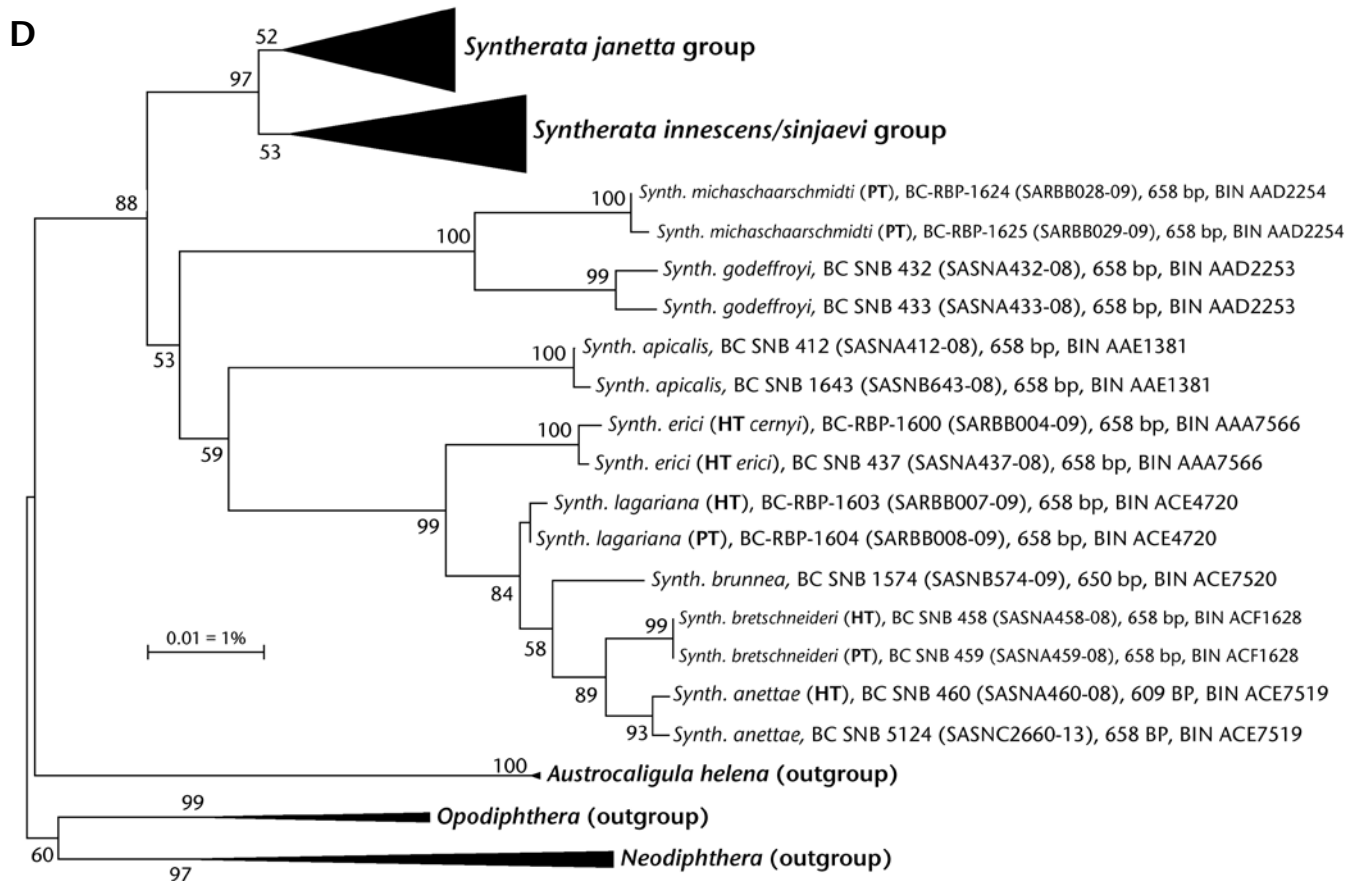 D
52
Syntherata janetta group
97
Syntherata innescens/sinjaevi group
53
Synth. michaschaarschmidti (PT), BC-RBP-1624 (SARBB028-09), 658 bp, BIN AAD2254
100
88
Synth. michaschaarschmidti (PT), BC-RBP-1625 (SARBB029-09), 658 bp, BIN AAD2254
100
Synth. godeffroyi, BC SNB 432 (SASNA432-08), 658 bp, BIN AAD2253
99
Synth. godeffroyi, BC SNB 433 (SASNA433-08), 658 bp, BIN AAD2253
53
Synth. apicalis, BC SNB 412 (SASNA412-08), 658 bp, BIN AAE1381
100
Synth. apicalis, BC SNB 1643 (SASNB643-08), 658 bp, BIN AAE1381
Synth. erici (HT cernyi), BC-RBP-1600 (SARBB004-09), 658 bp, BIN AAA7566
100
59
Synth. erici (HT erici), BC SNB 437 (SASNA437-08), 658 bp, BIN AAA7566
Synth. lagariana (HT), BC-RBP-1603 (SARBB007-09), 658 bp, BIN ACE4720
99
Synth. lagariana (PT), BC-RBP-1604 (SARBB008-09), 658 bp, BIN ACE4720
Synth. brunnea, BC SNB 1574 (SASNB574-09), 650 bp, BIN ACE7520
84
Synth. bretschneideri (HT), BC SNB 458 (SASNA458-08), 658 bp, BIN ACF1628
99
0.01 = 1%
58
Synth. bretschneideri (PT), BC SNB 459 (SASNA459-08), 658 bp, BIN ACF1628
89
Synth. anettae (HT), BC SNB 460 (SASNA460-08), 609 BP, BIN ACE7519
93
Synth. anettae, BC SNB 5124 (SASNC2660-13), 658 BP, BIN ACE7519
100
Austrocaligula helena (outgroup)
99
Opodiphthera (outgroup)
60
Neodiphthera (outgroup)
97